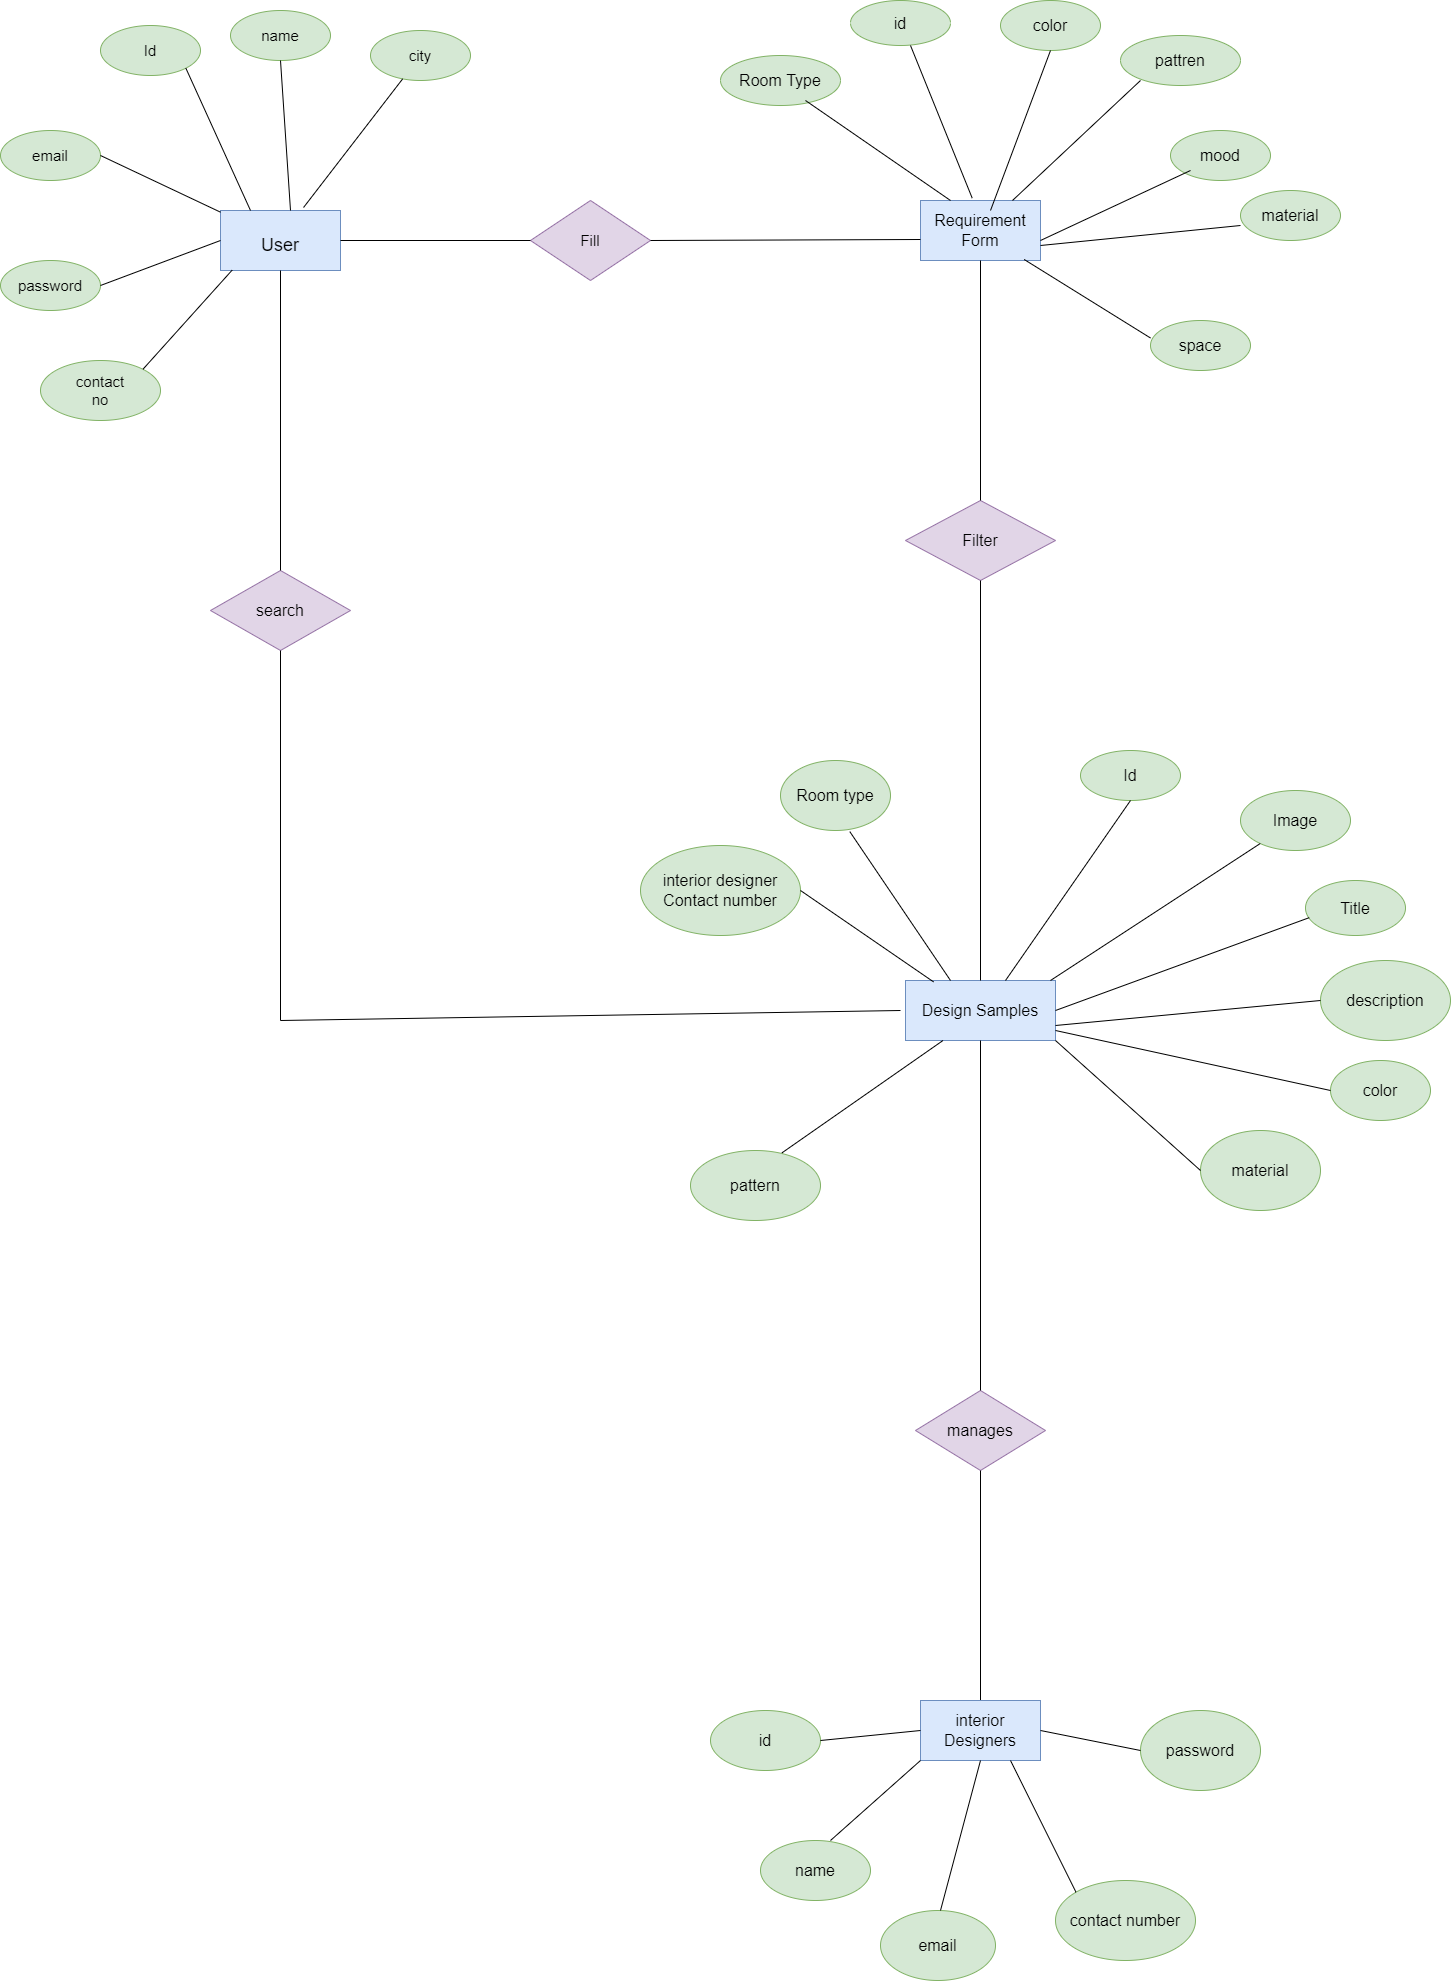 id
color
name
Id
city
pattren
Room Type
email
mood
material
Requirement
Form
User
Fill
password
space
contact
no
Filter
search
Id
Room type
Image
interior designer
Contact number
Title
description
Design Samples
color
material
pattern
manages
interior
Designers
id
password
name
contact number
email